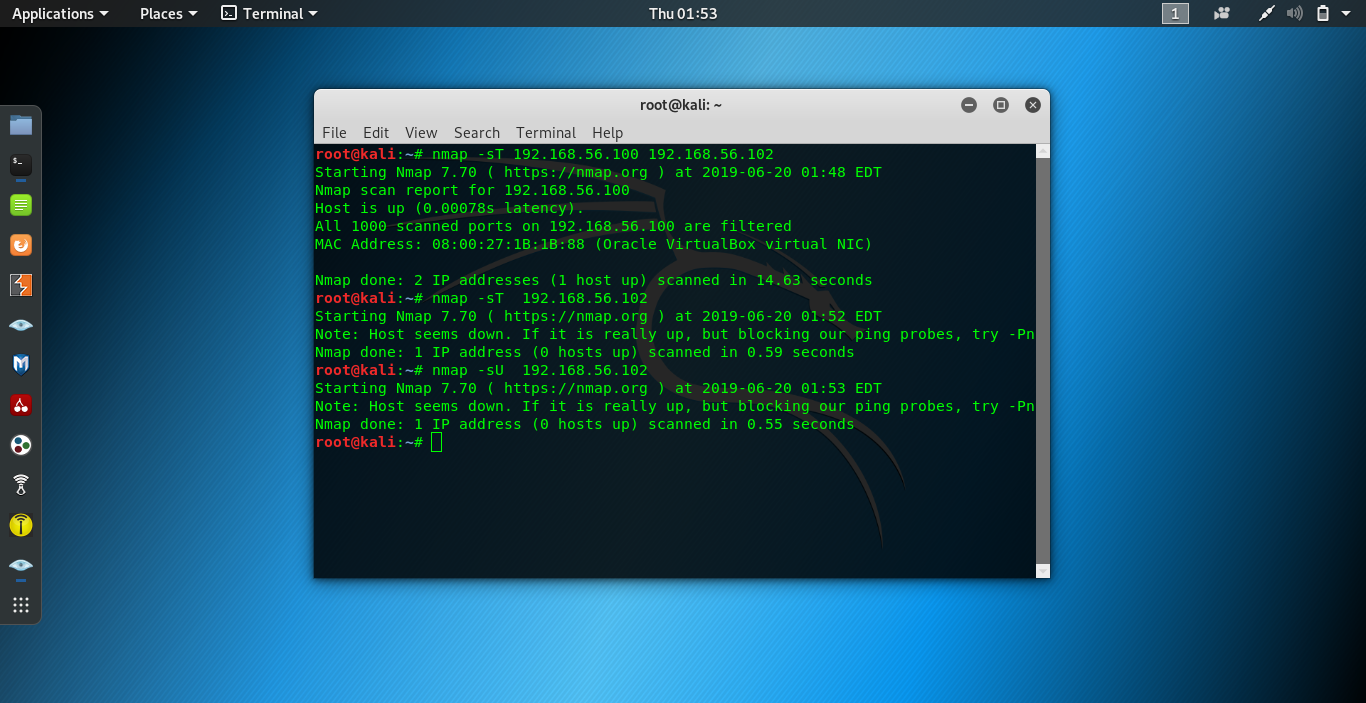 Applications Places Terminal Thu 01:53 1
root@kali: ~
File Edit View Search Terminal Help
root@kali:~# nmap -sT 192.168.56.100 192.168.56.102
Starting Nmap 7.70 ( https://nmap.org ) at 2019-06-20 01:48 EDT
Nmap scan report for 192.168.56.100
Host is up (0.00078s latency).
All 1000 scanned ports on 192.168.56.100 are filtered
MAC Address: 08:00:27:1B:1B:88 (Oracle VirtualBox virtual NIC)
Nmap done: 2 IP addresses (1 host up) scanned in 14.63 seconds
root@kali:~# nmap -sT  192.168.56.102
Starting Nmap 7.70 ( https://nmap.org ) at 2019-06-20 01:52 EDT
Note: Host seems down. If it is really up, but blocking our ping probes, try -Pn
Nmap done: 1 IP address (0 hosts up) scanned in 0.59 seconds
root@kali:~# nmap -sU  192.168.56.102
Starting Nmap 7.70 ( https://nmap.org ) at 2019-06-20 01:53 EDT
Note: Host seems down. If it is really up, but blocking our ping probes, try -Pn
Nmap done: 1 IP address (0 hosts up) scanned in 0.55 seconds
root@kali:~#